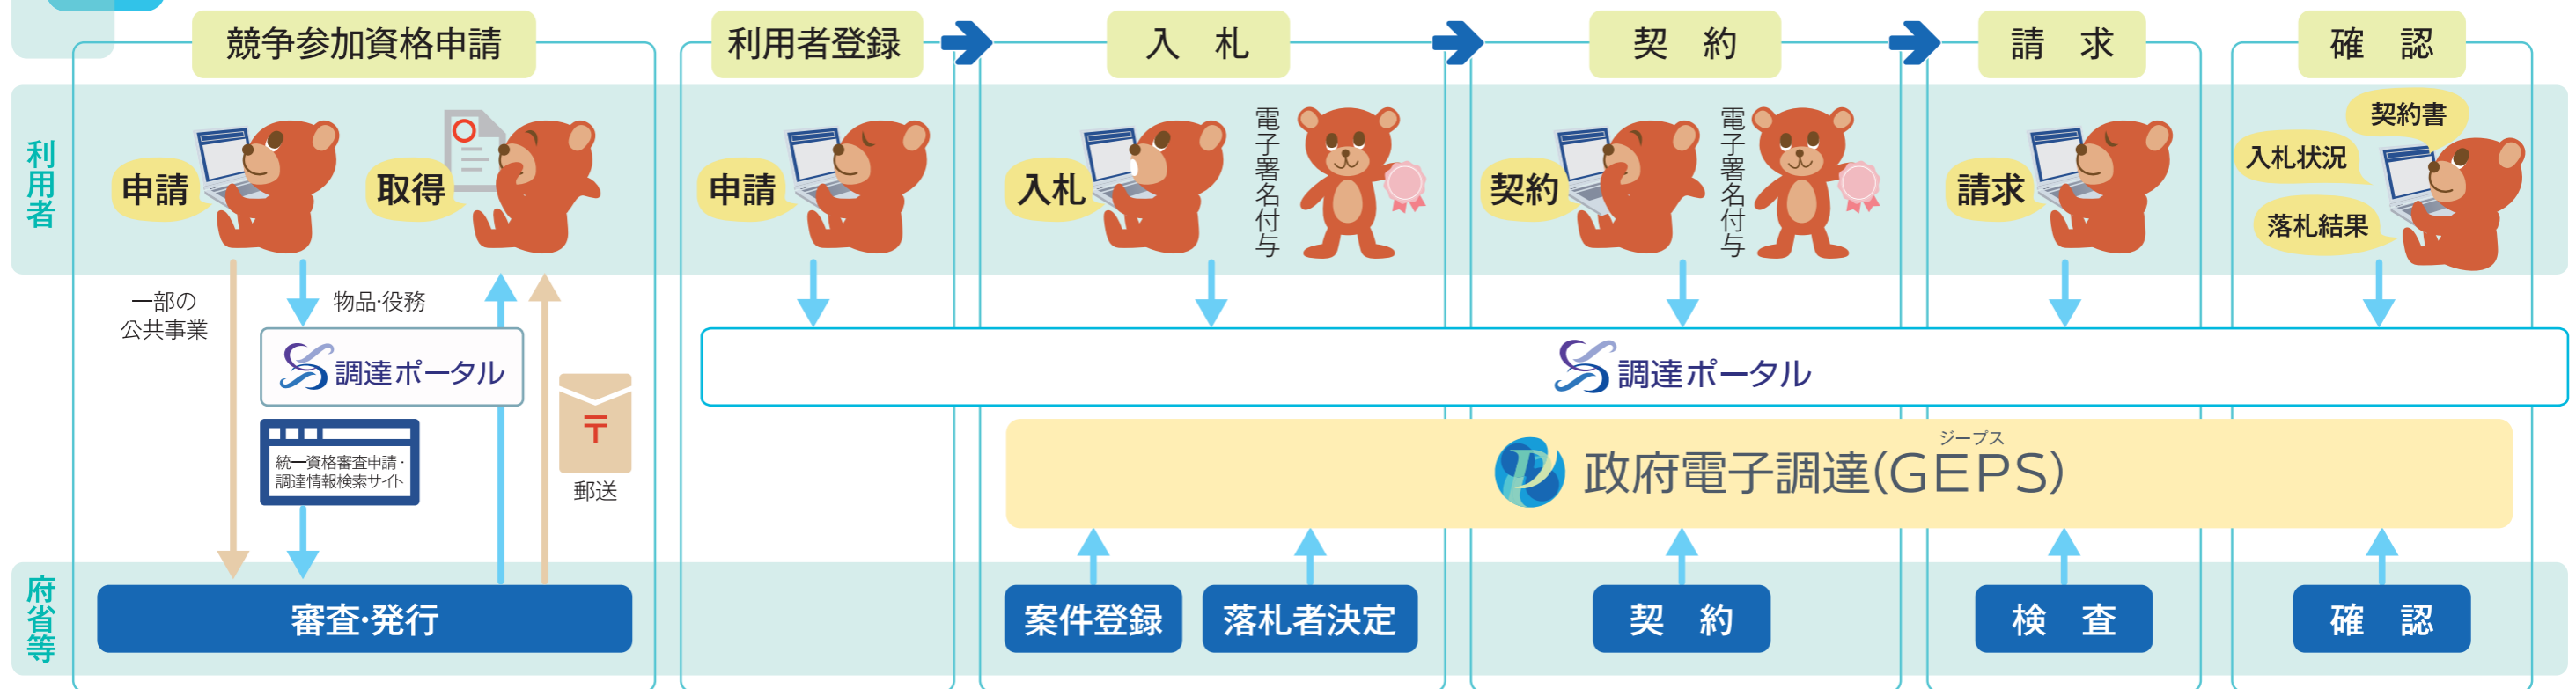 競争参加資格申請
利用者登録
入 札
契 約
請 求
確 認
利用者
申請
取得
申請
入札
電子署名付与
契約
電子署名付与
請求
契約書
入札状況
落札結果
一部の
公共事業
物品・役務
調達ポータル
統一資格審査申請・
調達情報検索サイト
〒
郵送
調達ポータル
ジープス
政府電子調達(GEPS)
府省等
審査・発行
案件登録
落札者決定
契 約
検 査
確 認